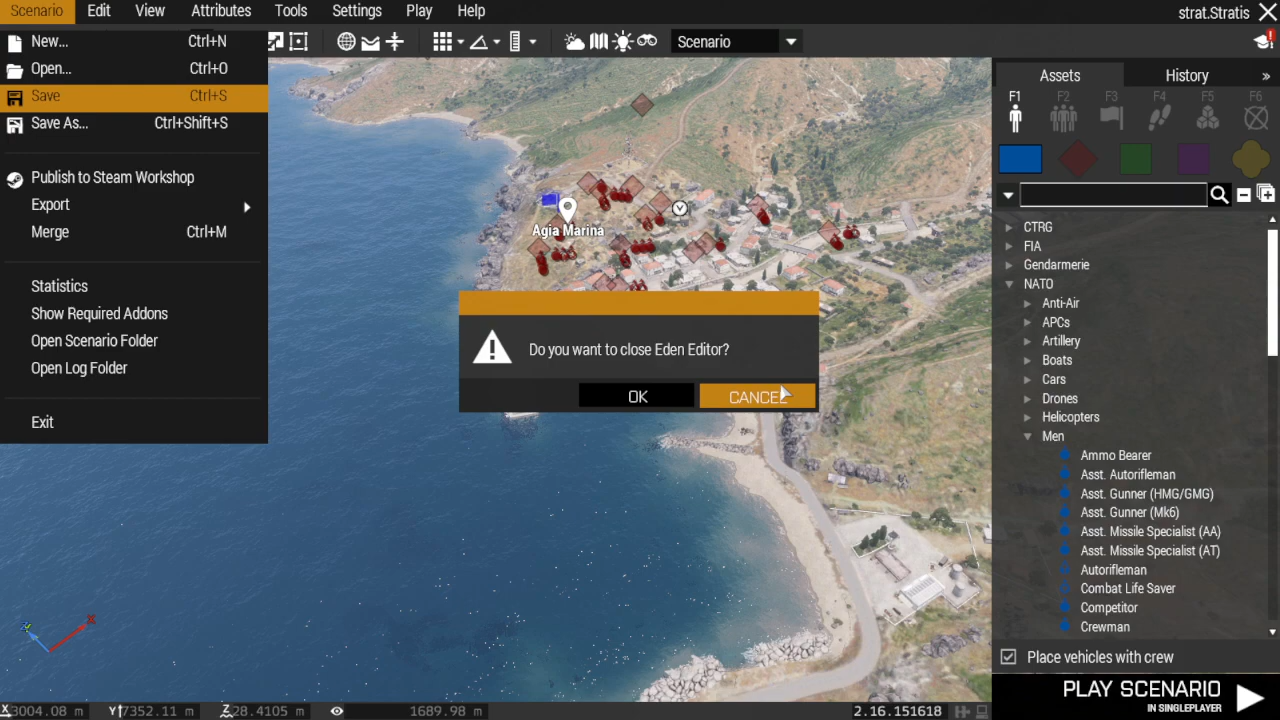 Scenario Edit View Attributes Tools Settings Play Help strat.Stratis
New... Ctrl+N
Open... Ctrl+O
Save Ctrl+S
Save As... Ctrl+Shift+S
Publish to Steam Workshop
Export
Merge Ctrl+M
Statistics
Show Required Addons
Open Scenario Folder
Open Log Folder
Exit
Scenario
Agia Marina
Do you want to close Eden Editor?
OK CANCEL
Assets History »
F1 F2 F3 F4 F5 F6
CTRG
FIA
Gendarmerie
NATO
Anti-Air
APCs
Artillery
Boats
Cars
Drones
Helicopters
Men
Ammo Bearer
Asst. Autorifleman
Asst. Gunner (HMG/GMG)
Asst. Gunner (Mk6)
Asst. Missile Specialist (AA)
Asst. Missile Specialist (AT)
Autorifleman
Combat Life Saver
Competitor
Crewman
Place vehicles with crew
PLAY SCENARIO
IN SINGLEPLAYER
X 3004.08 m Y 7352.11 m Z 28.4105 m 1689.98 m 2.16.151618